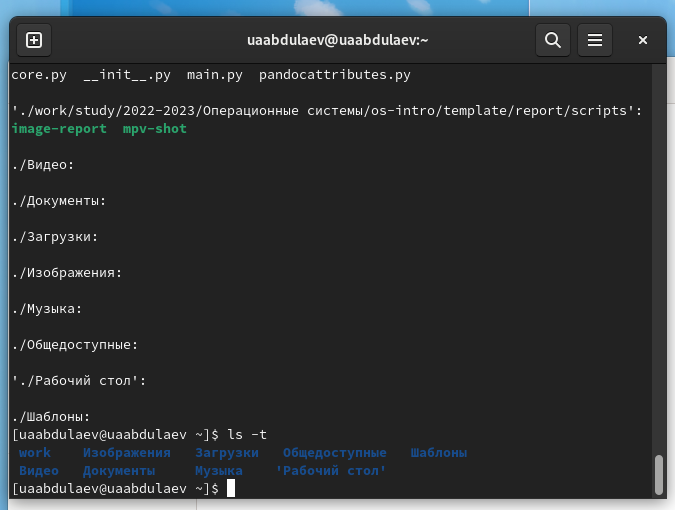 uaabdulaev@uaabdulaev:~
core.py  __init__.py  main.py  pandocattributes.py
'./work/study/2022-2023/Операционные системы/os-intro/template/report/scripts':
image-report  mpv-shot
./Видео:
./Документы:
./Загрузки:
./Изображения:
./Музыка:
./Общедоступные:
'./Рабочий стол':
./Шаблоны:
[uaabdulaev@uaabdulaev ~]$ ls -t
work    Изображения   Загрузки   Общедоступные   Шаблоны
Видео   Документы     Музыка    'Рабочий стол'
[uaabdulaev@uaabdulaev ~]$